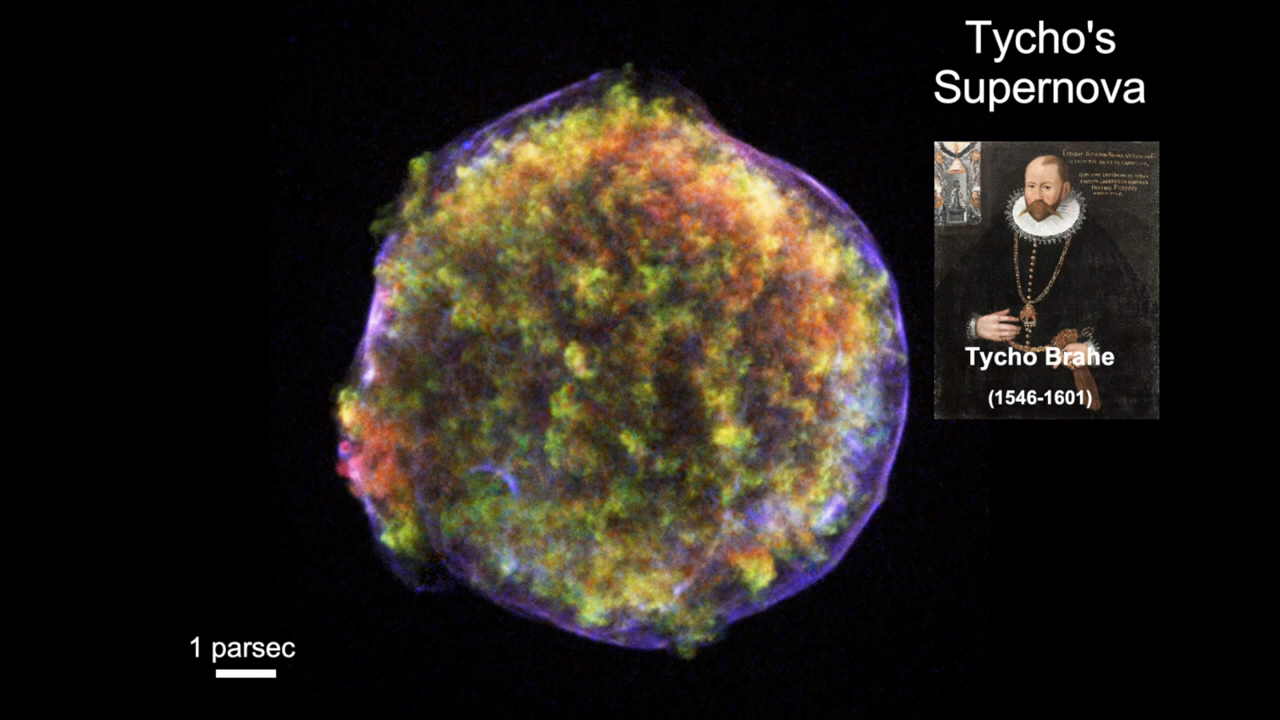 Tycho's
Supernova
Tycho Brahe
(1546-1601)
1 parsec